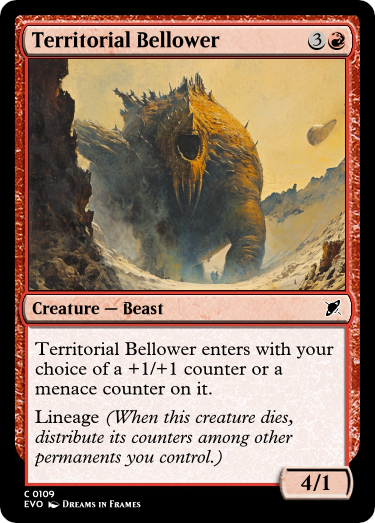 Territorial Bellower 3
Creature — Beast
Territorial Bellower enters with your
choice of a +1/+1 counter or a
menace counter on it.
Lineage (When this creature dies,
distribute its counters among other
permanents you control.)
4/1
C 0109
EVO DREAMS IN FRAMES